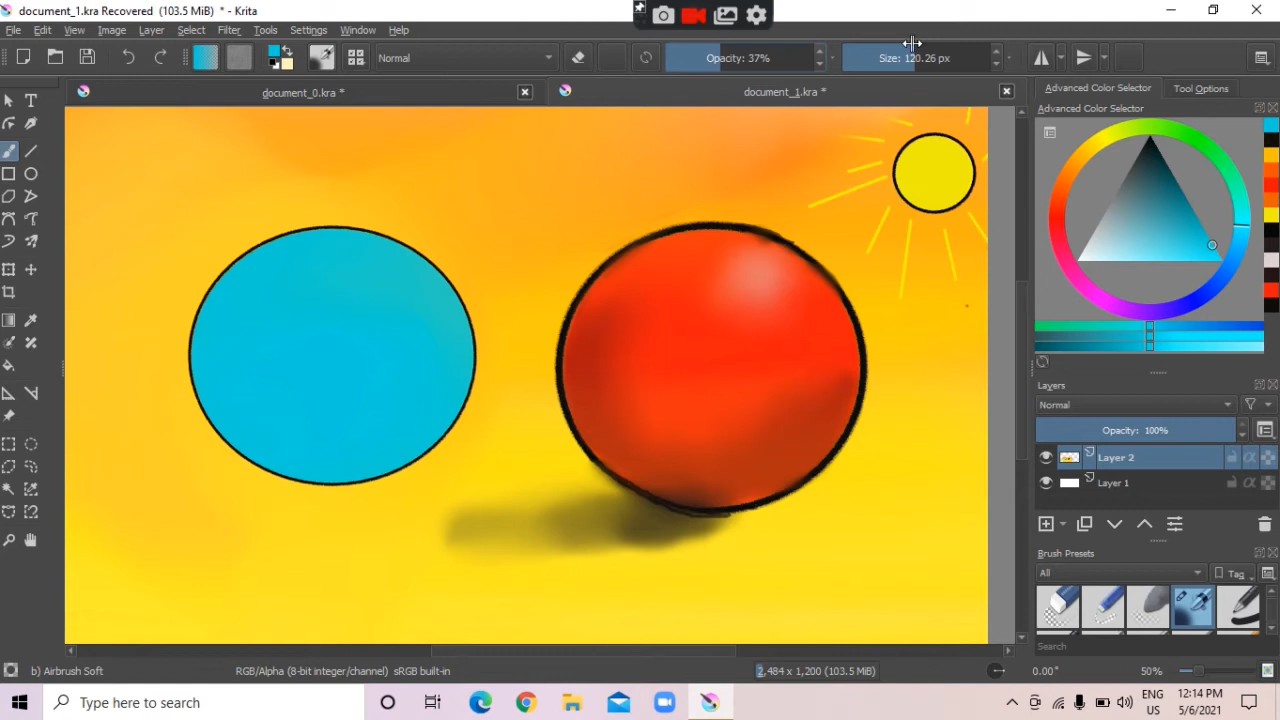 document_1.kra Recovered (103.5 MiB) * - Krita
File Edit View Image Layer Select Filter Tools Settings Window Help
Normal Opacity: 37% Size: 120.26 px
document_0.kra * document_1.kra *
Advanced Color Selector Tool Options
Advanced Color Selector
Layers
Normal
Opacity: 100%
Layer 2
Layer 1
Brush Presets
All Tag
Search
b) Airbrush Soft RGB/Alpha (8-bit integer/channel) sRGB built-in 2,484 x 1,200 (103.5 MiB) 0.00° 50%
Type here to search
ENG
US
12:14 PM
5/6/2021